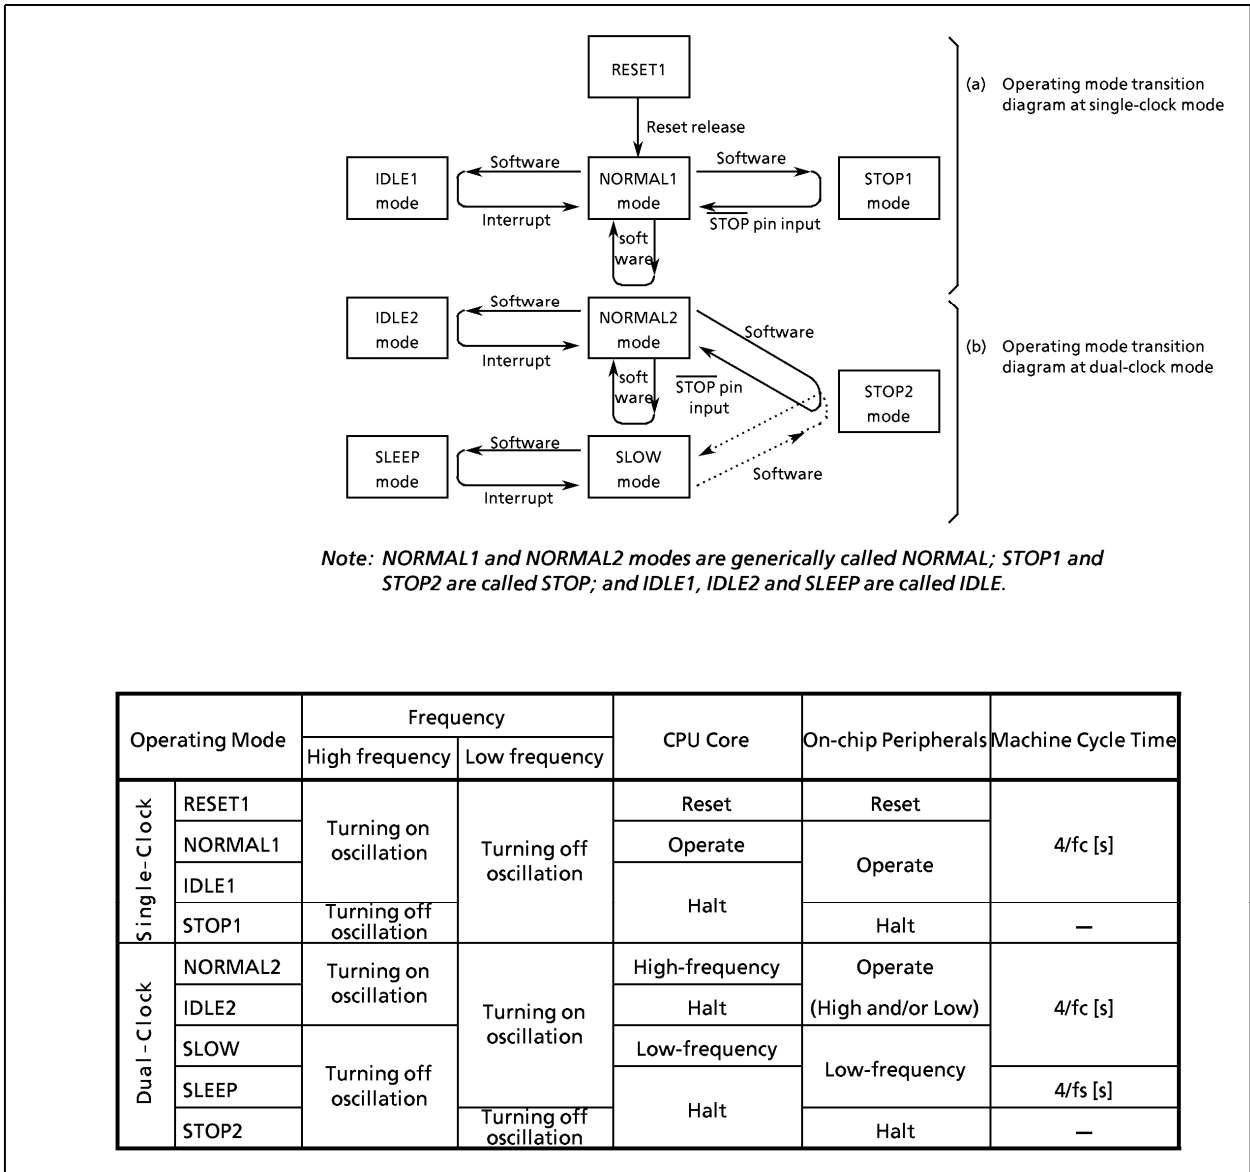 RESET1
(a) Operating mode transition
diagram at single-clock mode
Reset release
Software
Software
IDLE1
mode
NORMAL1
mode
STOP1
mode
Interrupt
STOP pin input
soft
ware
Software
IDLE2
mode
NORMAL2
mode
Software
Interrupt
(b) Operating mode transition
diagram at dual-clock mode
soft
ware
STOP pin
input
STOP2
mode
Software
SLEEP
mode
SLOW
mode
Software
Interrupt
Note: NORMAL1 and NORMAL2 modes are generically called NORMAL; STOP1 and
STOP2 are called STOP; and IDLE1, IDLE2 and SLEEP are called IDLE.
Operating Mode
Frequency
CPU Core
On-chip Peripherals
Machine Cycle Time
High frequency
Low frequency
Single-Clock
RESET1
Turning on
oscillation
Turning off
oscillation
Reset
Reset
4/fc [s]
NORMAL1
Operate
Operate
IDLE1
Halt
STOP1
Turning off
oscillation
Halt
—
Dual-Clock
NORMAL2
Turning on
oscillation
Turning on
oscillation
High-frequency
Operate
(High and/or Low)
4/fc [s]
IDLE2
Halt
SLOW
Turning off
oscillation
Low-frequency
Low-frequency
SLEEP
Halt
4/fs [s]
STOP2
Turning off
oscillation
Halt
—